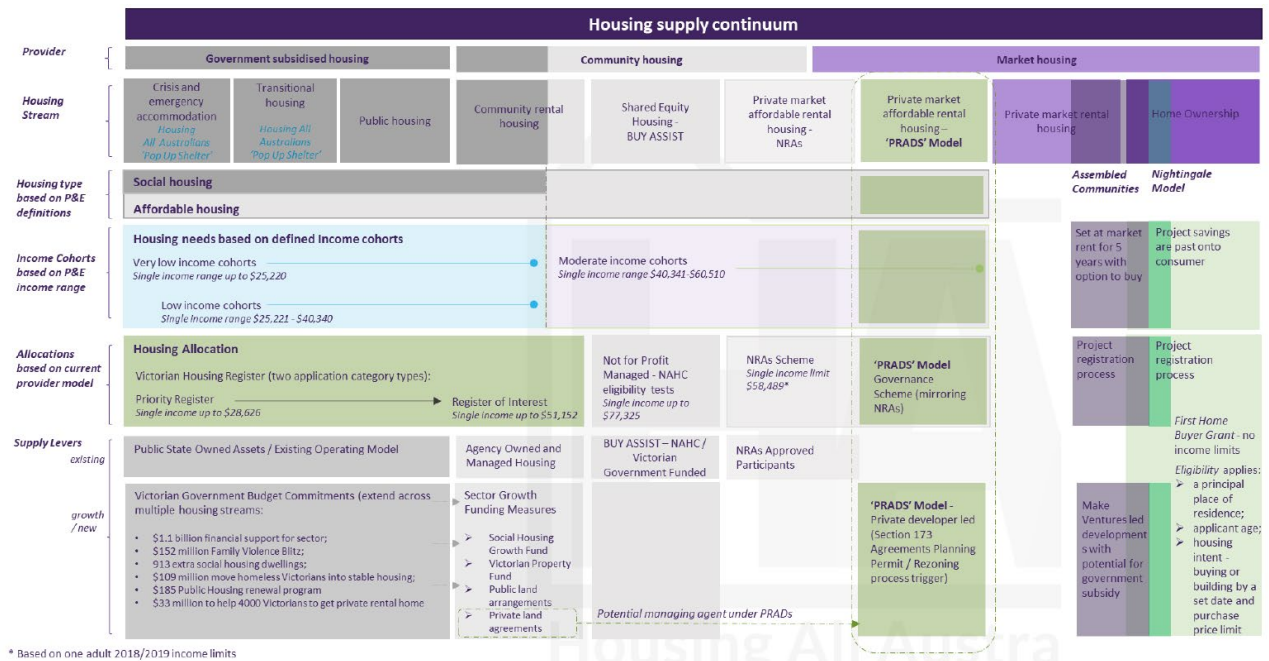 Housing supply continuum
Provider
Government subsidised housing
Community housing
Market housing
Housing
Stream
Crisis and
emergency
accommodation
Housing
All Australians
'Pop Up Shelter'
Transitional
housing
Housing All
Australians
'Pop Up Shelter'
Public housing
Community rental
housing
Shared Equity
Housing -
BUY ASSIST
Private market
affordable rental
housing -
NRAs
Private market
affordable rental
housing –
'PRADS' Model
Private market rental
housing
Home Ownership
Housing type
based on P&E
definitions
Social housing
Affordable housing
Assembled
Communities
Nightingale
Model
Income Cohorts
based on P&E
income range
Housing needs based on defined Income cohorts
Very low income cohorts
Single income range up to $25,220
Low income cohorts
Single income range $25,221 - $40,340
Moderate income cohorts
Single income range $40,341-$60,510
Set at market
rent for 5
years with
option to buy
Project savings
are past onto
consumer
Allocations
based on current
provider model
Housing Allocation
Victorian Housing Register (two application category types):
Priority Register
Single income up to $28,626
Register of Interest
Single income up to $51,152
Not for Profit
Managed - NAHC
eligibility tests
Single income up to
$77,325
NRAs Scheme
Single income limit
$58,489*
'PRADS' Model
Governance
Scheme (mirroring
NRAs)
Project
registration
process
Project
registration
process
Supply Levers
existing
Public State Owned Assets / Existing Operating Model
Agency Owned and
Managed Housing
BUY ASSIST – NAHC /
Victorian
Government Funded
NRAs Approved
Participants
First Home
Buyer Grant - no
income limits
Eligibility applies:
➢ a principal
place of
residence;
➢ applicant age;
➢ housing
intent -
buying or
building by a
set date and
purchase
price limit
growth
/ new
Victorian Government Budget Commitments (extend across
multiple housing streams:
• $1.1 billion financial support for sector;
• $152 million Family Violence Blitz;
• 913 extra social housing dwellings;
• $109 million move homeless Victorians into stable housing;
• $185 Public Housing renewal program
• $33 million to help 4000 Victorians to get private rental home
Sector Growth
Funding Measures
➢ Social Housing
Growth Fund
➢ Victorian Property
Fund
➢ Public land
arrangements
➢ Private land
agreements
Potential managing agent under PRADs
'PRADS' Model -
Private developer led
(Section 173
Agreements Planning
Permit / Rezoning
process trigger)
Make
Ventures led
development
s with
potential for
government
subsidy
Housing All Austra
* Based on one adult 2018/2019 income limits